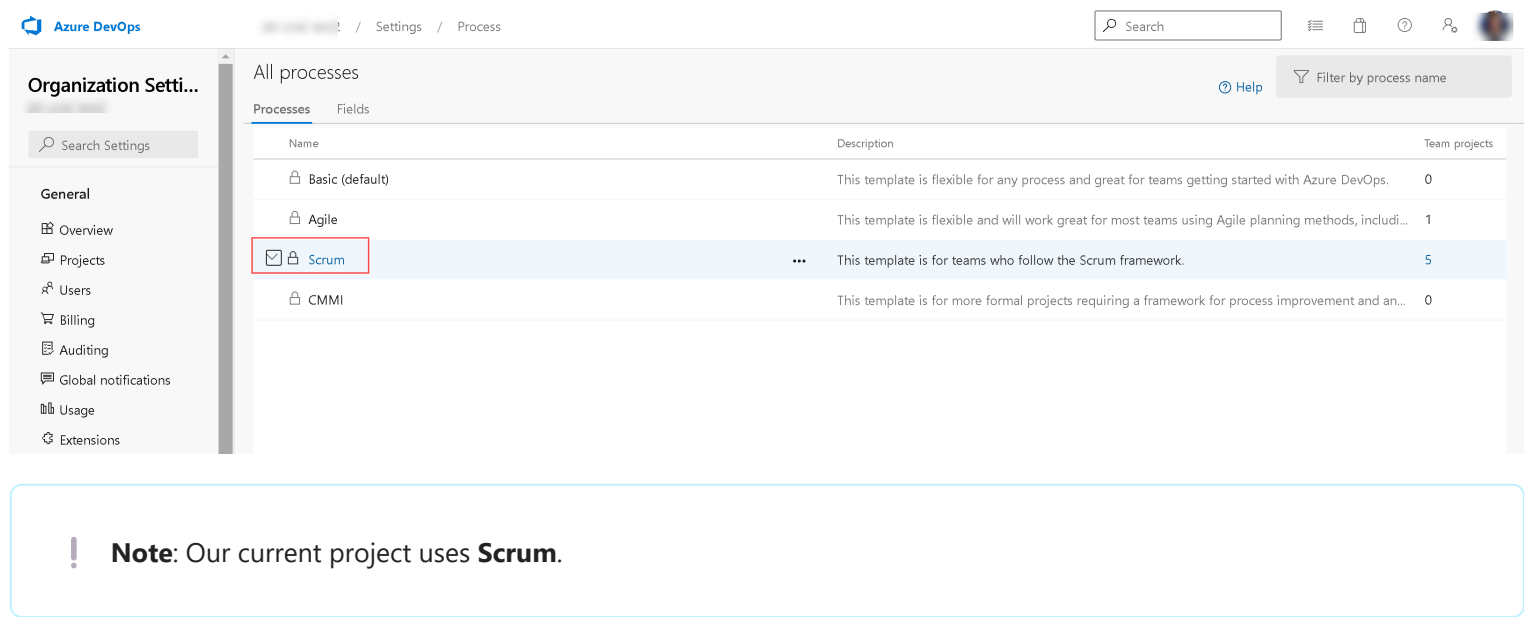 Azure DevOps
/ Settings / Process
Search
Organization Setti...
Search Settings
General
Overview
Projects
Users
Billing
Auditing
Global notifications
Usage
Extensions
All processes
Help
Filter by process name
Processes Fields
Name Description Team projects
Basic (default) This template is flexible for any process and great for teams getting started with Azure DevOps. 0
Agile This template is flexible and will work great for most teams using Agile planning methods, includi... 1
Scrum ... This template is for teams who follow the Scrum framework. 5
CMMI This template is for more formal projects requiring a framework for process improvement and an... 0
Note: Our current project uses Scrum.